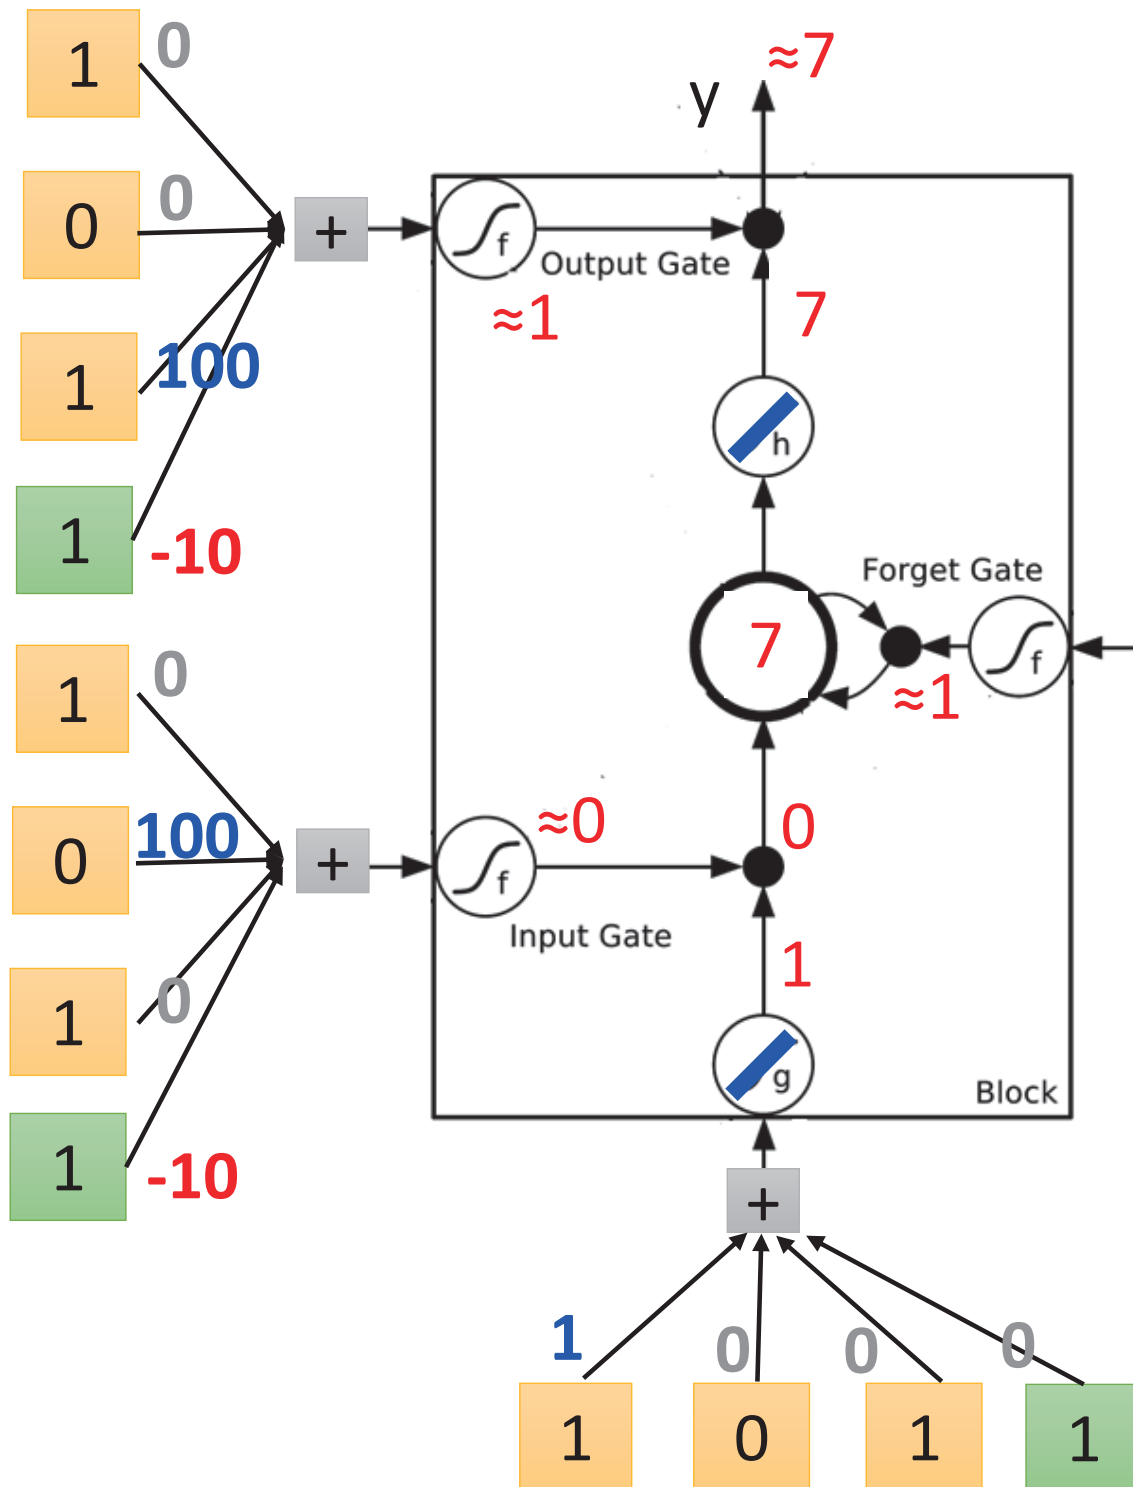 1 0
≈7
y
0 0
+
f
Output Gate
≈1
7
1 100
h
1 -10
Forget Gate
7
f
≈1
1 0
0 100
+
f
≈0
0
Input Gate
1
1 0
g
Block
1 -10
+
1 0 0 0
1 0 1 1